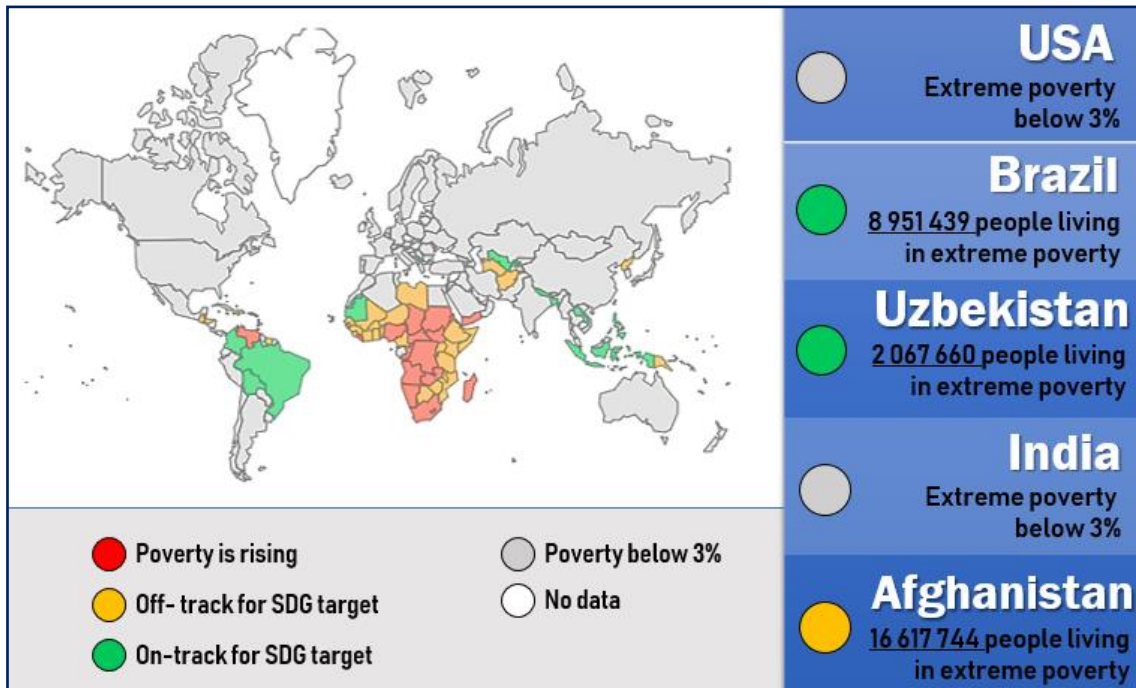 USA
Extreme poverty
below 3%
Brazil
8 951 439 people living
in extreme poverty
Uzbekistan
2 067 660 people living
in extreme poverty
India
Extreme poverty
below 3%
Afghanistan
16 617 744 people living
in extreme poverty
Poverty is rising
Off- track for SDG target
On-track for SDG target
Poverty below 3%
No data